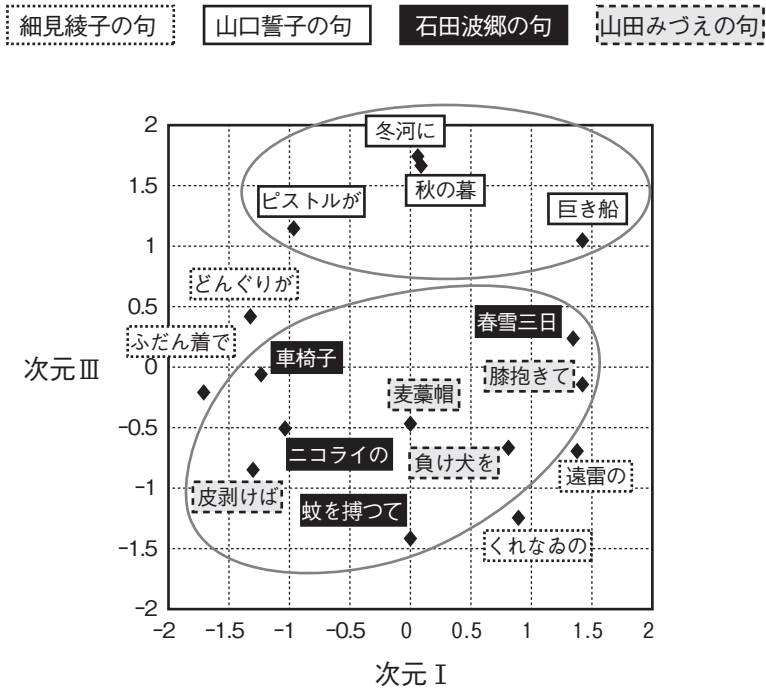 細見綾子の句 山口誓子の句 石田波郷の句 山田みづえの句
2
冬河に
1.5
ピストルが
秋の暮
巨き船
1
どんぐりが
0.5
春雪三日
ふだん着で
車椅子
次元Ⅲ
0
膝抱きて
麦藁帽
-0.5
ニコライの
負け犬を
遠雷の
皮剥けば
-1
蚊を搏つて
くれなゐの
-1.5
-2
-2 -1.5 -1 -0.5 0 0.5 1 1.5 2
次元Ⅰ